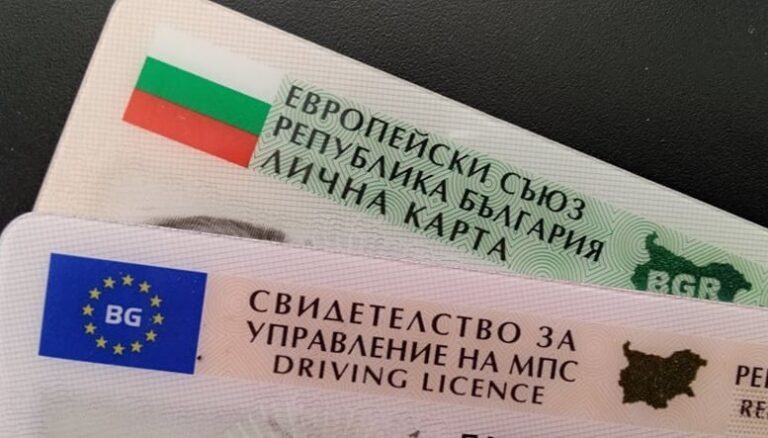 ЕВРОПЕЙСКИ СЪЮЗ
РЕПУБЛИКА БЪЛГАРИЯ
ЛИЧНА КАРТА
BGR
BG
СВИДЕТЕЛСТВО ЗА
УПРАВЛЕНИЕ НА МПС
DRIVING LICENCE